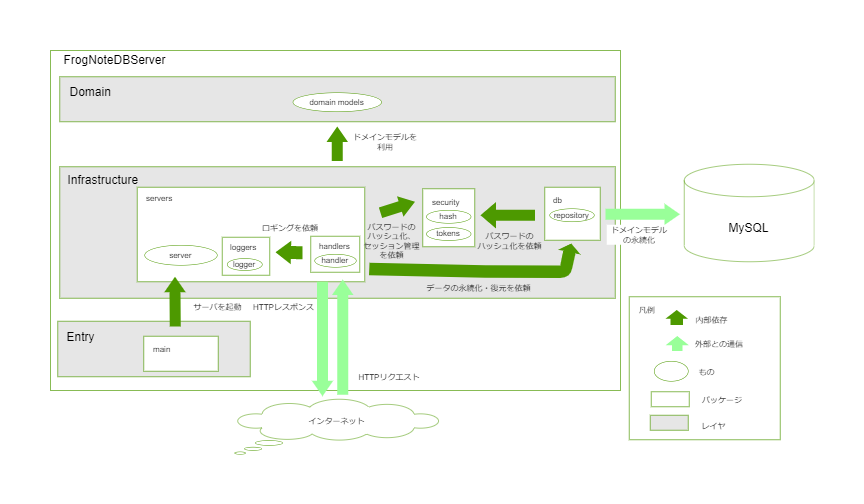 FrogNoteDBServer
Domain
domain models
ドメインモデルを
利用
Infrastructure
servers
server
loggers
logger
handlers
handler
ロギングを依頼
security
hash
tokens
パスワードの
ハッシュ化、
セッション管理
を依頼
db
repository
パスワードの
ハッシュ化を依頼
データの永続化・復元を依頼
ドメインモデル
の永続化
MySQL
サーバを起動
HTTPレスポンス
Entry
main
HTTPリクエスト
インターネット
凡例
内部依存
外部との通信
もの
パッケージ
レイヤ